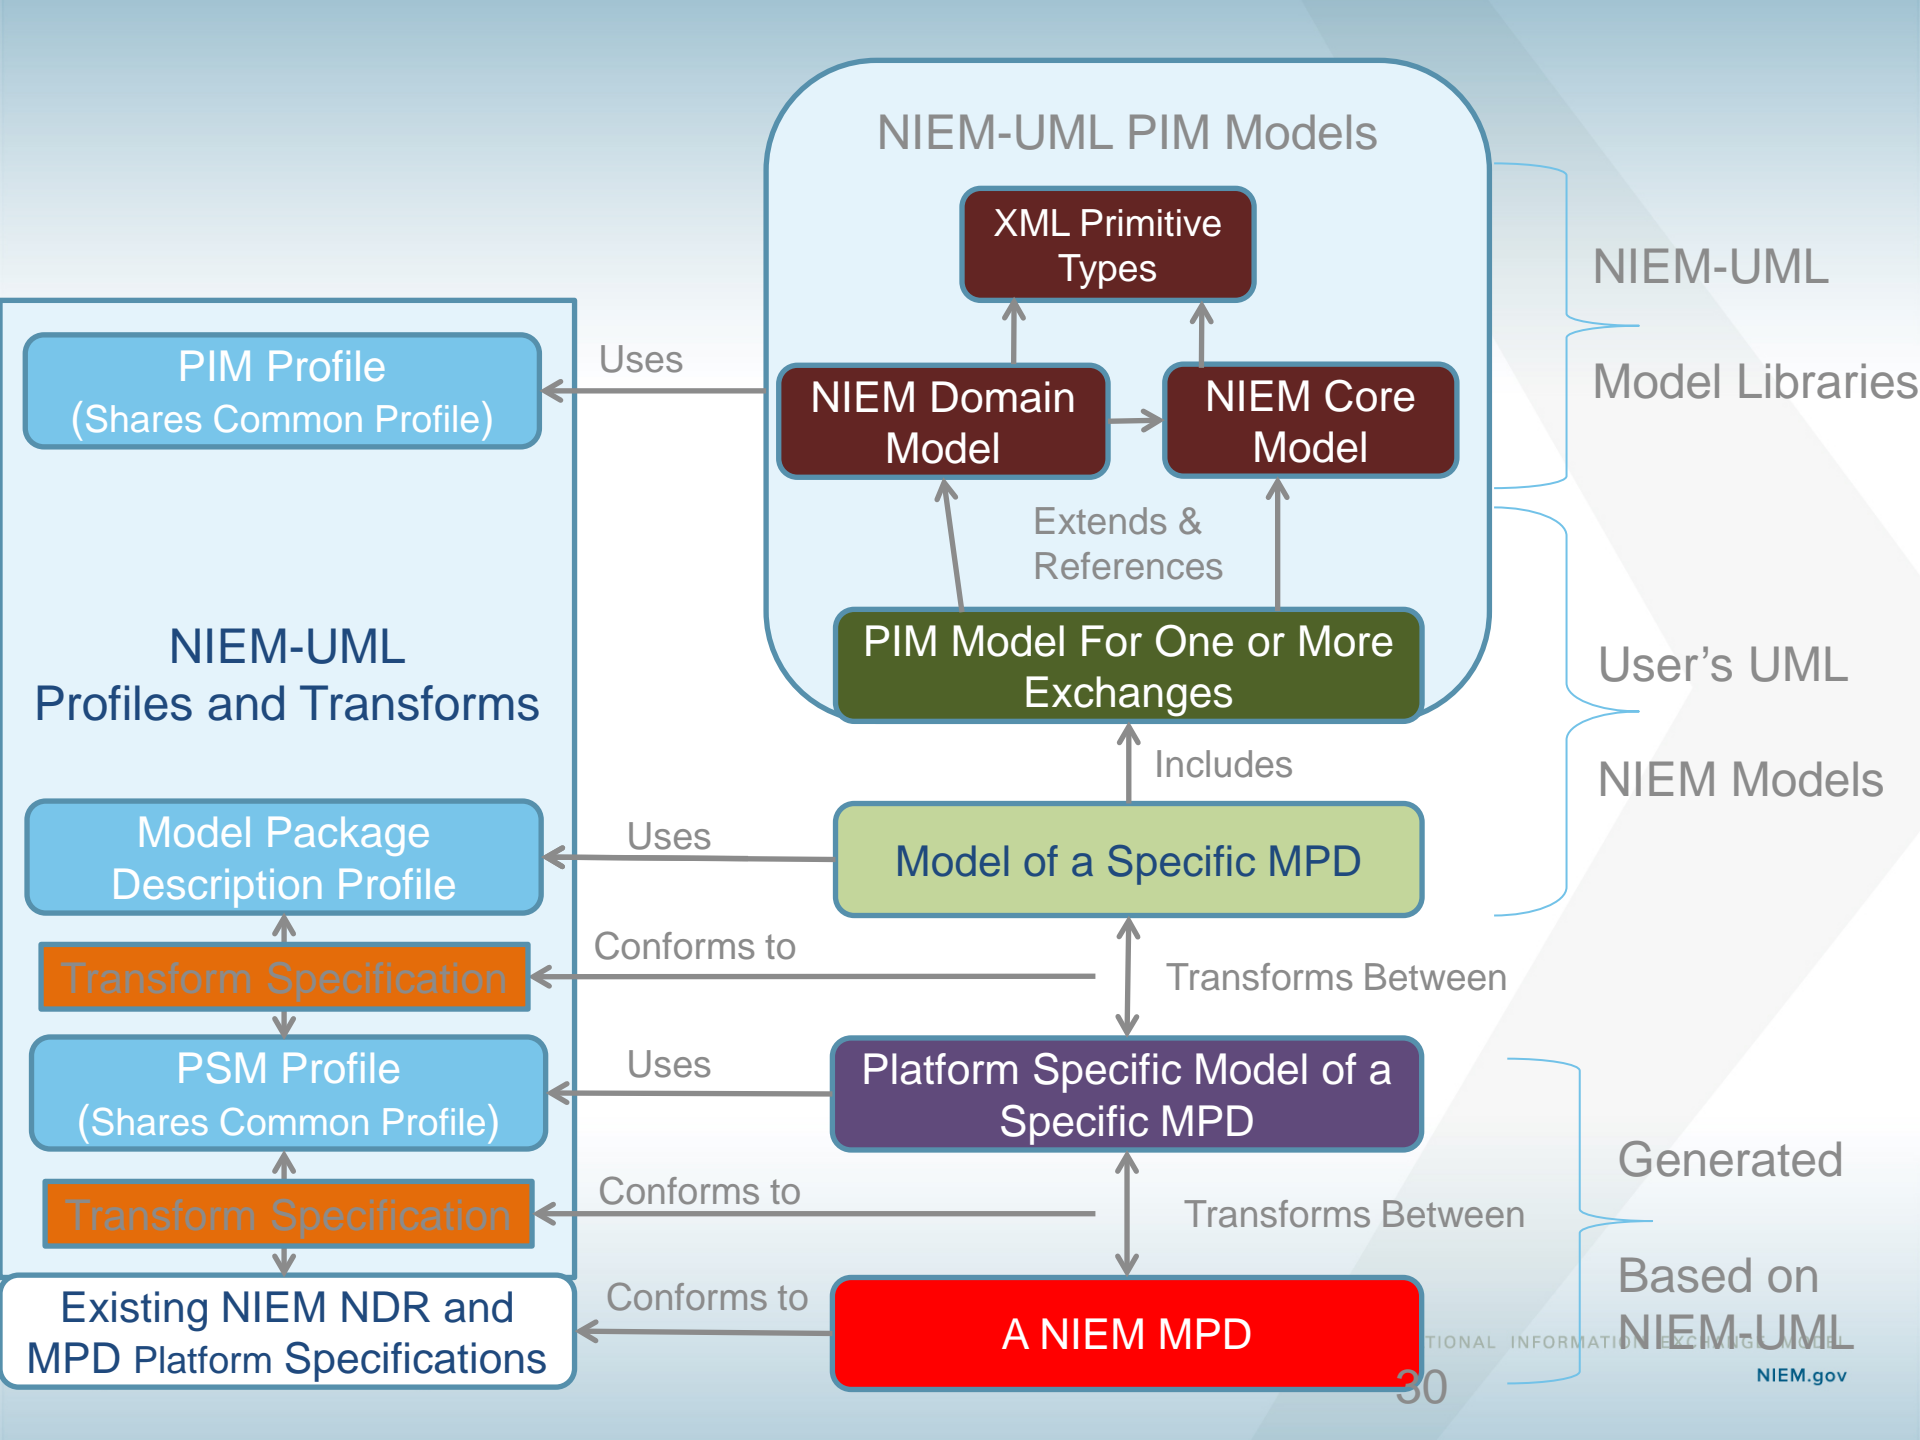 NIEM-UML PIM Models
XML Primitive
Types
NIEM Domain
Model
NIEM Core
Model
Extends &
References
PIM Model For One or More
Exchanges
Includes
Model of a Specific MPD
Transforms Between
Platform Specific Model of a
Specific MPD
Transforms Between
A NIEM MPD
Uses
Uses
Conforms to
Uses
Conforms to
Conforms to
PIM Profile
(Shares Common Profile)
NIEM-UML
Profiles and Transforms
Model Package
Description Profile
Transform Specification
PSM Profile
(Shares Common Profile)
Transform Specification
Existing NIEM NDR and
MPD Platform Specifications
NIEM-UML
Model Libraries
User's UML
NIEM Models
Generated
Based on
NIEM-UML
TIONAL INFORMATION EXCHANGE MODEL
NIEM.gov
30